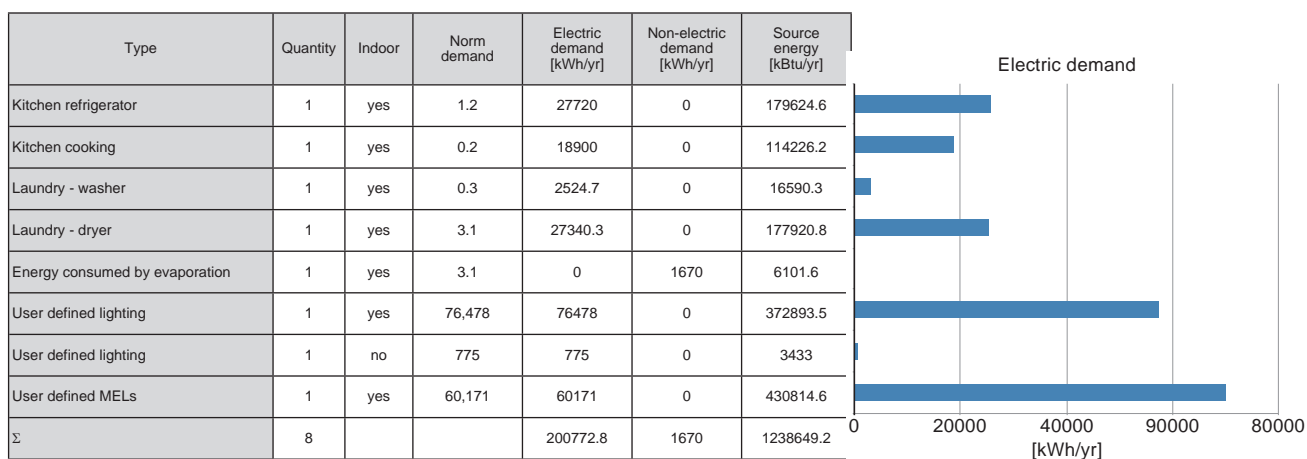 Type Quantity Indoor Norm demand Electric demand [kWh/yr] Non-electric demand [kWh/yr] Source energy [kBtu/yr]
Kitchen refrigerator 1 yes 1.2 27720 0 179624.6
Kitchen cooking 1 yes 0.2 18900 0 114226.2
Laundry - washer 1 yes 0.3 2524.7 0 16590.3
Laundry - dryer 1 yes 3.1 27340.3 0 177920.8
Energy consumed by evaporation 1 yes 3.1 0 1670 6101.6
User defined lighting 1 yes 76,478 76478 0 372893.5
User defined lighting 1 no 775 775 0 3433
User defined MELs 1 yes 60,171 60171 0 430814.6
Σ 8 200772.8 1670 1238649.2
Electric demand
0 20000 40000 90000 80000
[kWh/yr]